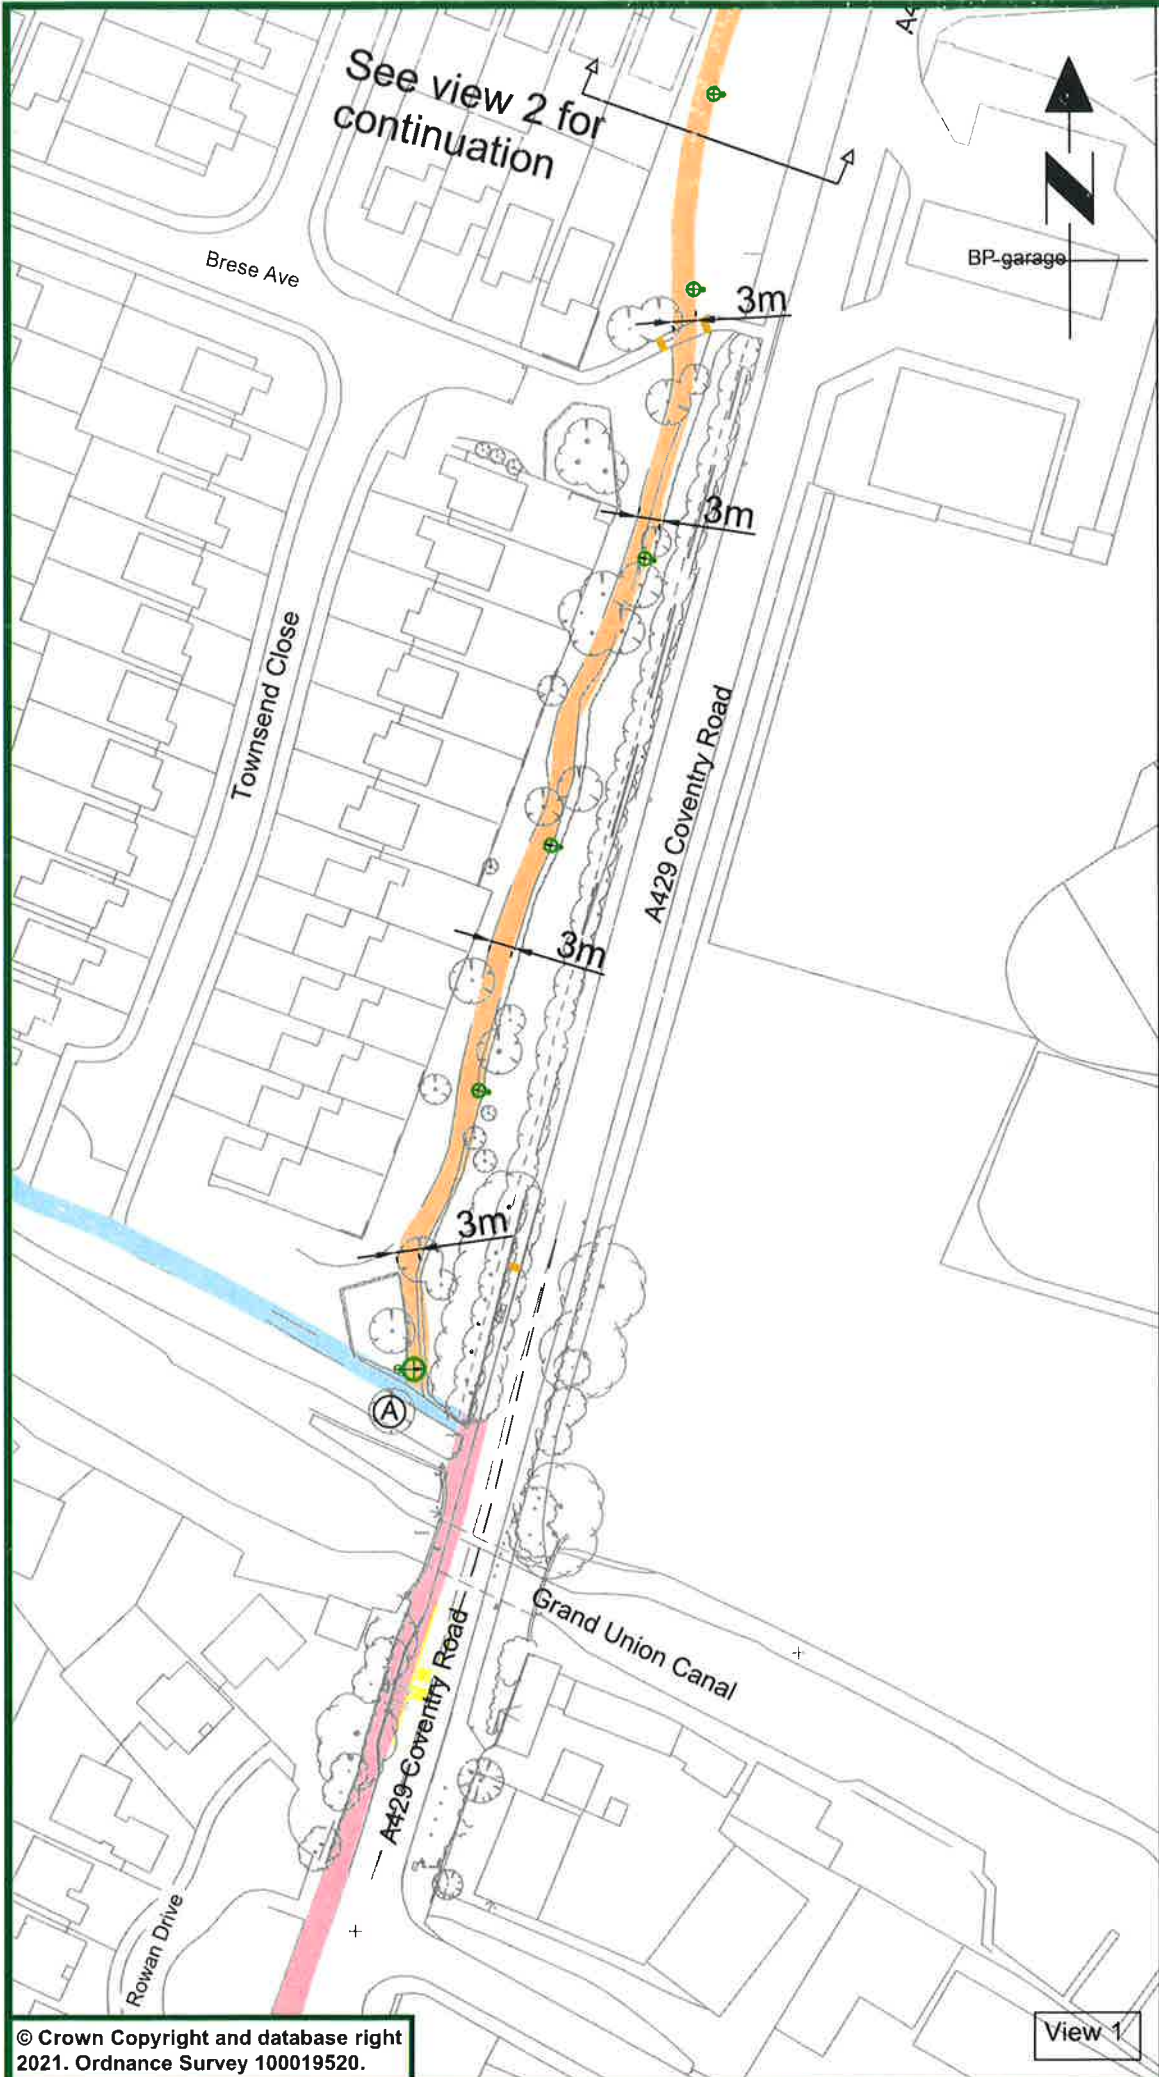 See view 2 for
continuation
A4
N
BP garage
Brese Ave
3m
3m
Townsend Close
A429 Coventry Road
3m
3m
A
Grand Union Canal
A429 Coventry Road
Rowan Drive
© Crown Copyright and database right
2021. Ordnance Survey 100019520.
View 1